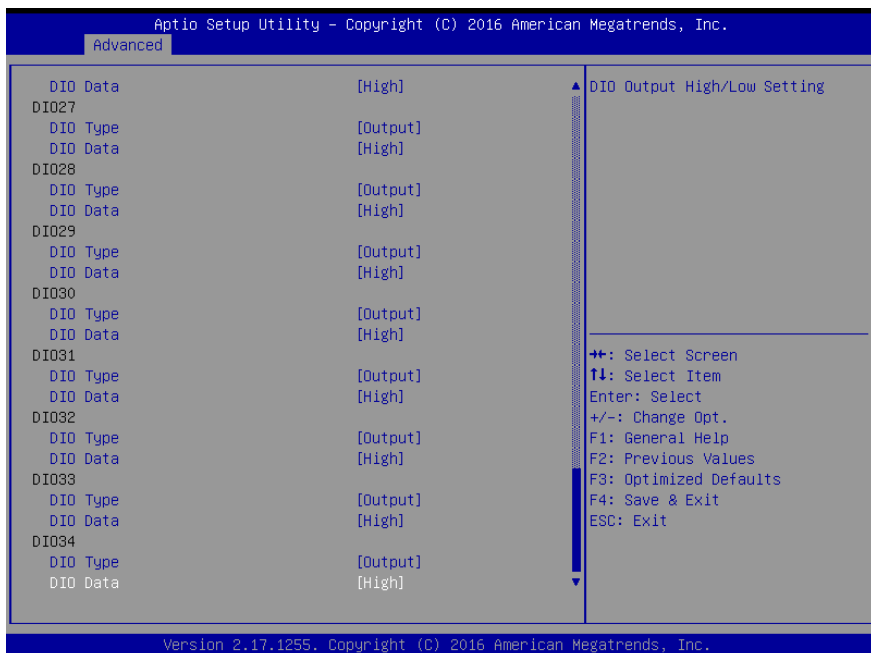 Aptio Setup Utility – Copyright (C) 2016 American Megatrends, Inc.
Advanced
DIO Data [High]
DIO27
DIO Type [Output]
DIO Data [High]
DIO28
DIO Type [Output]
DIO Data [High]
DIO29
DIO Type [Output]
DIO Data [High]
DIO30
DIO Type [Output]
DIO Data [High]
DIO31
DIO Type [Output]
DIO Data [High]
DIO32
DIO Type [Output]
DIO Data [High]
DIO33
DIO Type [Output]
DIO Data [High]
DIO34
DIO Type [Output]
DIO Data [High]
DIO Output High/Low Setting
→←: Select Screen
↑↓: Select Item
Enter: Select
+/-: Change Opt.
F1: General Help
F2: Previous Values
F3: Optimized Defaults
F4: Save & Exit
ESC: Exit
Version 2.17.1255. Copyright (C) 2016 American Megatrends, Inc.